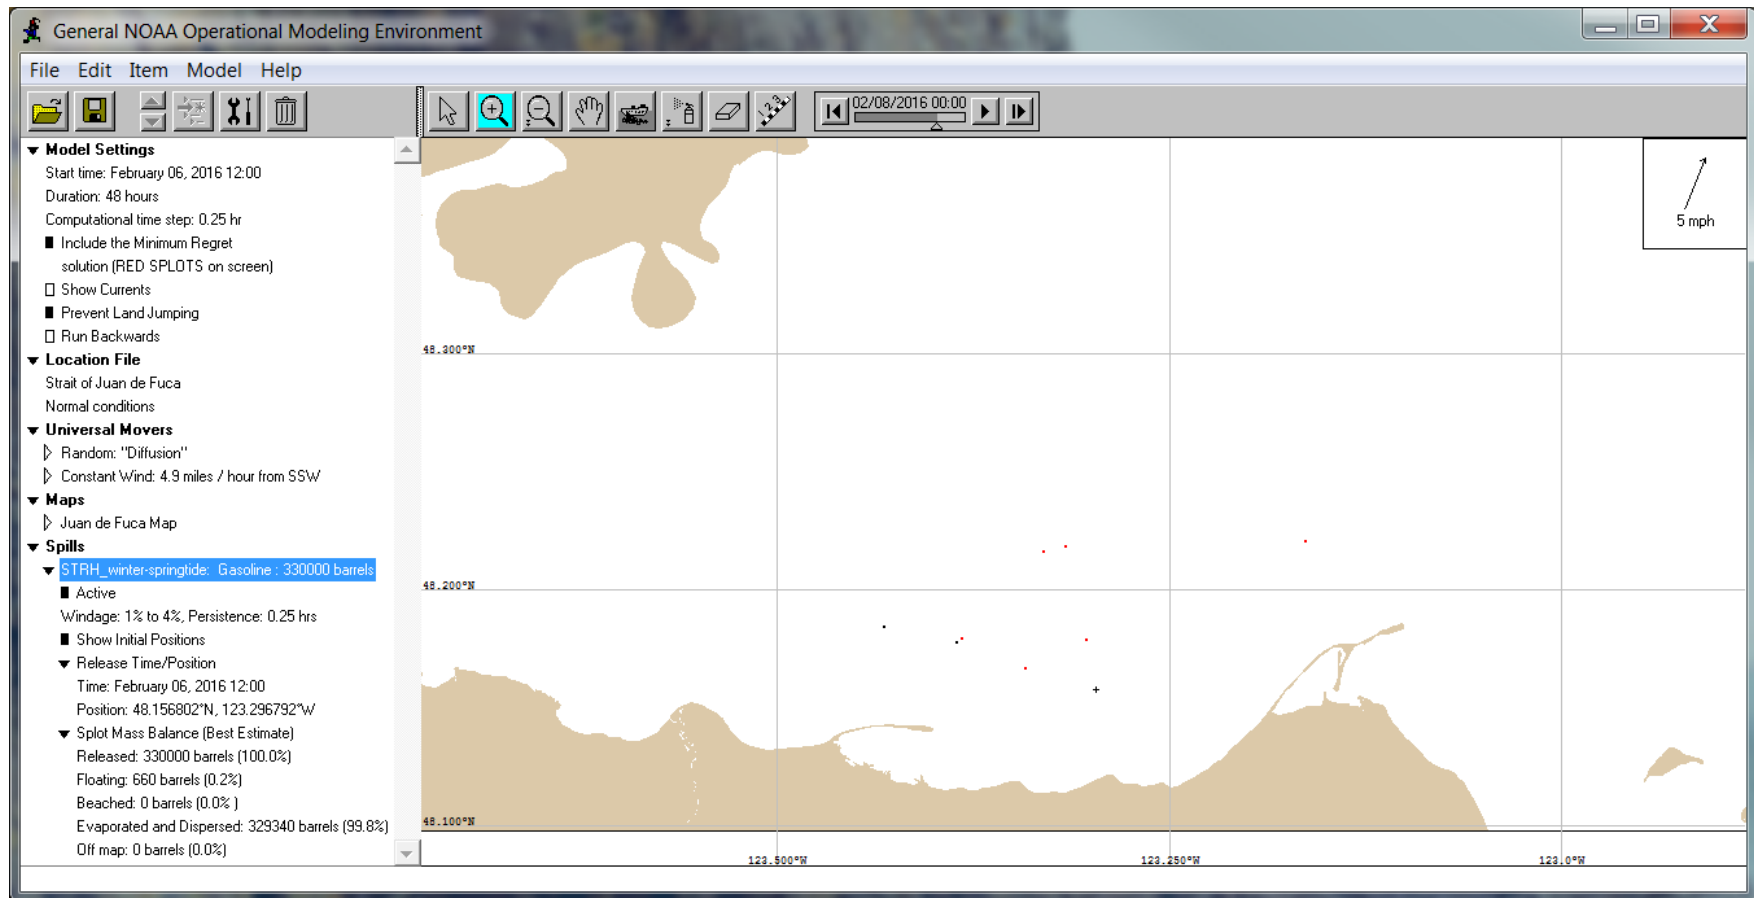 General NOAA Operational Modeling Environment
File Edit Item Model Help
02/08/2016 00:00
Model Settings
Start time: February 06, 2016 12:00
Duration: 48 hours
Computational time step: 0.25 hr
Include the Minimum Regret
solution (RED SPLOTS on screen)
Show Currents
Prevent Land Jumping
Run Backwards
Location File
Strait of Juan de Fuca
Normal conditions
Universal Movers
Random: "Diffusion"
Constant Wind: 4.9 miles / hour from SSW
Maps
Juan de Fuca Map
Spills
STRH_winter-springtide: Gasoline : 330000 barrels
Active
Windage: 1% to 4%, Persistence: 0.25 hrs
Show Initial Positions
Release Time/Position
Time: February 06, 2016 12:00
Position: 48.156802°N, 123.296792°W
Splot Mass Balance (Best Estimate)
Released: 330000 barrels (100.0%)
Floating: 660 barrels (0.2%)
Beached: 0 barrels (0.0% )
Evaporated and Dispersed: 329340 barrels (99.8%)
Off map: 0 barrels (0.0%)
5 mph
48.300°N
48.200°N
48.100°N
123.500°W 123.250°W 123.0°W